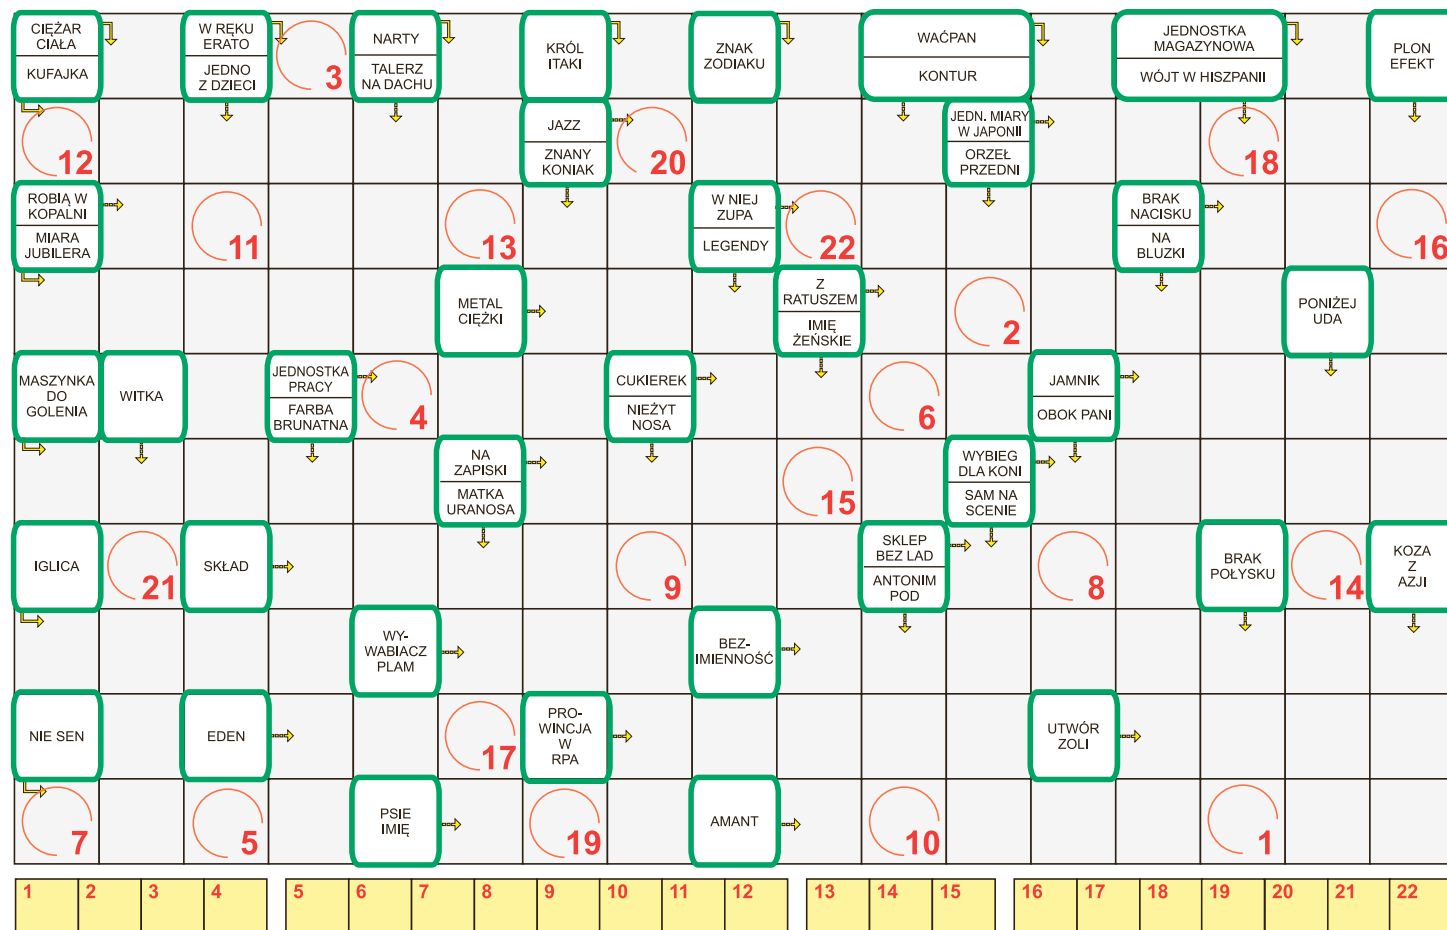 CIĘŻAR
CIAŁA
KUFAJKA
W RĘKU
ERATO
JEDNO
Z DZIECI
3
NARTY
TALERZ
NA DACHU
KRÓL
ITAKI
ZNAK
ZODIAKU
WAĆPAN
KONTUR
JEDNOSTKA
MAGAZYNOWA
WÓJT W HISZPANII
PLON
EFEKT
12
JAZZ
ZNANY
KONIAK
20
JEDN. MIARY
W JAPONII
ORZEŁ
PRZEDNI
18
ROBIĄ W
KOPALNI
MIARA
JUBILERA
11
13
W NIEJ
ZUPA
LEGENDY
22
BRAK
NACISKU
NA
BLUZKI
16
METAL
CIĘŻKI
Z
RATUSZEM
IMIĘ
ŻEŃSKIE
2
PONIŻEJ
UDA
MASZYNKA
DO
GOLENIA
WITKA
JEDNOSTKA
PRACY
FARBA
BRUNATNA
4
CUKIEREK
NIEŻYT
NOSA
6
JAMNIK
OBOK PANI
NA
ZAPISKI
MATKA
URANOSA
15
WYBIEG
DLA KONI
SAM NA
SCENIE
IGLICA
21
SKŁAD
9
SKLEP
BEZ LAD
ANTONIM
POD
8
BRAK
POŁYSKU
14
KOZA
Z
AZJI
WY-
WABIACZ
PLAM
BEZ-
IMIENNOŚĆ
NIE SEN
EDEN
17
PRO-
WINCJA
W
RPA
UTWÓR
ZOLI
7
5
PSIE
IMIĘ
19
AMANT
10
1
1 2 3 4 5 6 7 8 9 10 11 12 13 14 15 16 17 18 19 20 21 22